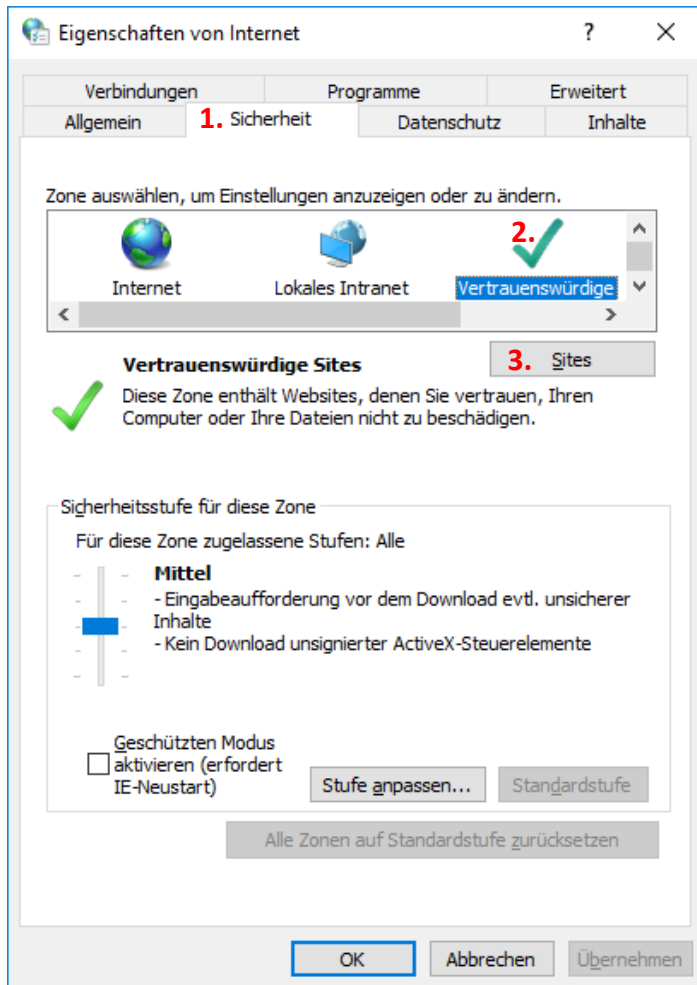 Eigenschaften von Internet
Verbindungen Programme Erweitert
Allgemein 1. Sicherheit Datenschutz Inhalte
Zone auswählen, um Einstellungen anzuzeigen oder zu ändern.
2.
Internet Lokales Intranet Vertrauenswürdige
Vertrauenswürdige Sites
3. Sites
Diese Zone enthält Websites, denen Sie vertrauen, Ihren
Computer oder Ihre Dateien nicht zu beschädigen.
Sicherheitsstufe für diese Zone
Für diese Zone zugelassene Stufen: Alle
Mittel
- Eingabeaufforderung vor dem Download evtl. unsicherer
Inhalte
- Kein Download unsignierter ActiveX-Steuerelemente
Geschützten Modus
aktivieren (erfordert
IE-Neustart)
Stufe anpassen... Standardstufe
Alle Zonen auf Standardstufe zurücksetzen
OK Abbrechen Übernehmen